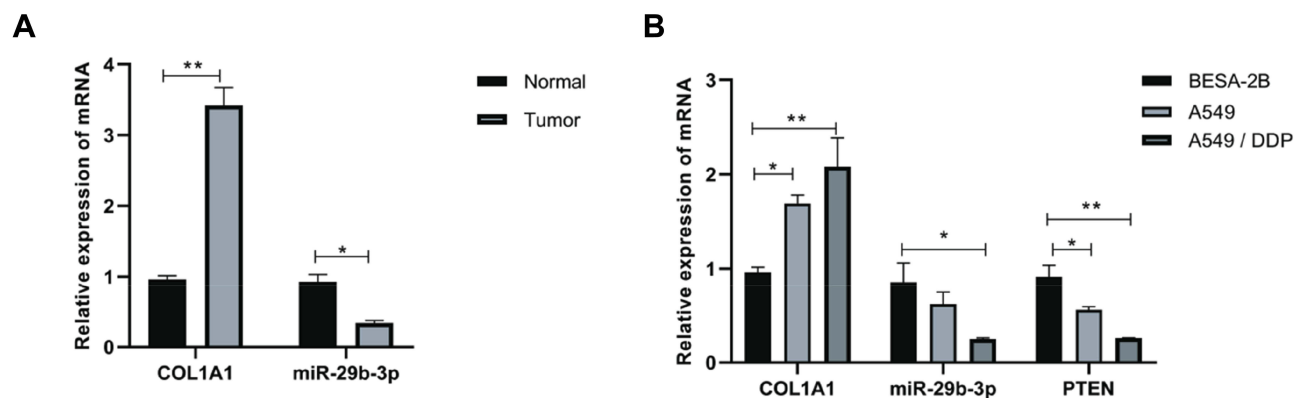 A
Relative expression of mRNA
4
3
2
1
0
**
*
COL1A1
miR-29b-3p
Normal
Tumor
B
Relative expression of mRNA
3
2
1
0
**
*
*
**
*
COL1A1
miR-29b-3p
PTEN
BESA-2B
A549
A549 / DDP